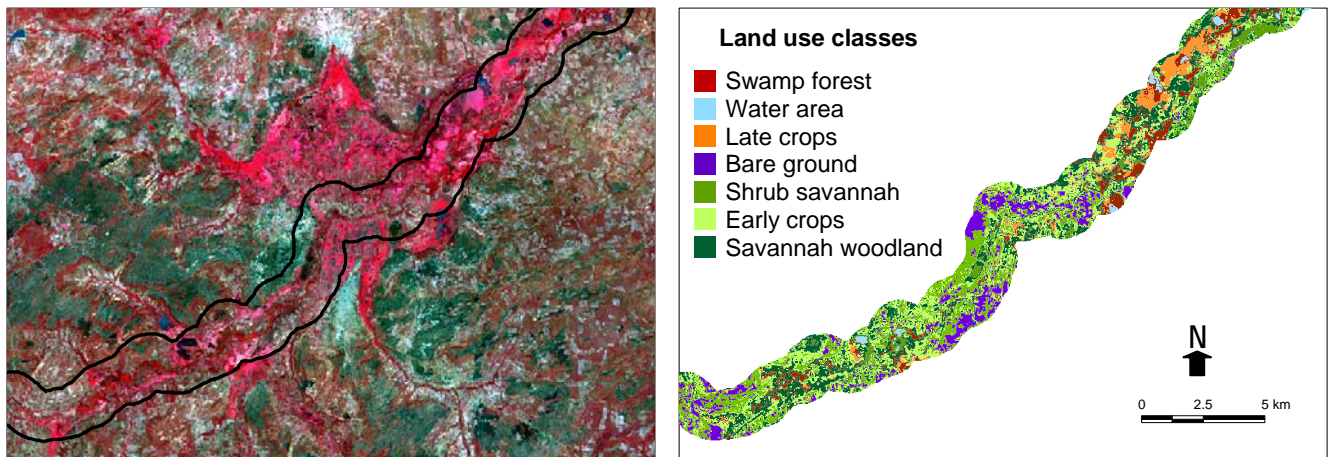 Land use classes
Swamp forest
Water area
Late crops
Bare ground
Shrub savannah
Early crops
Savannah woodland
N
0 2.5 5 km